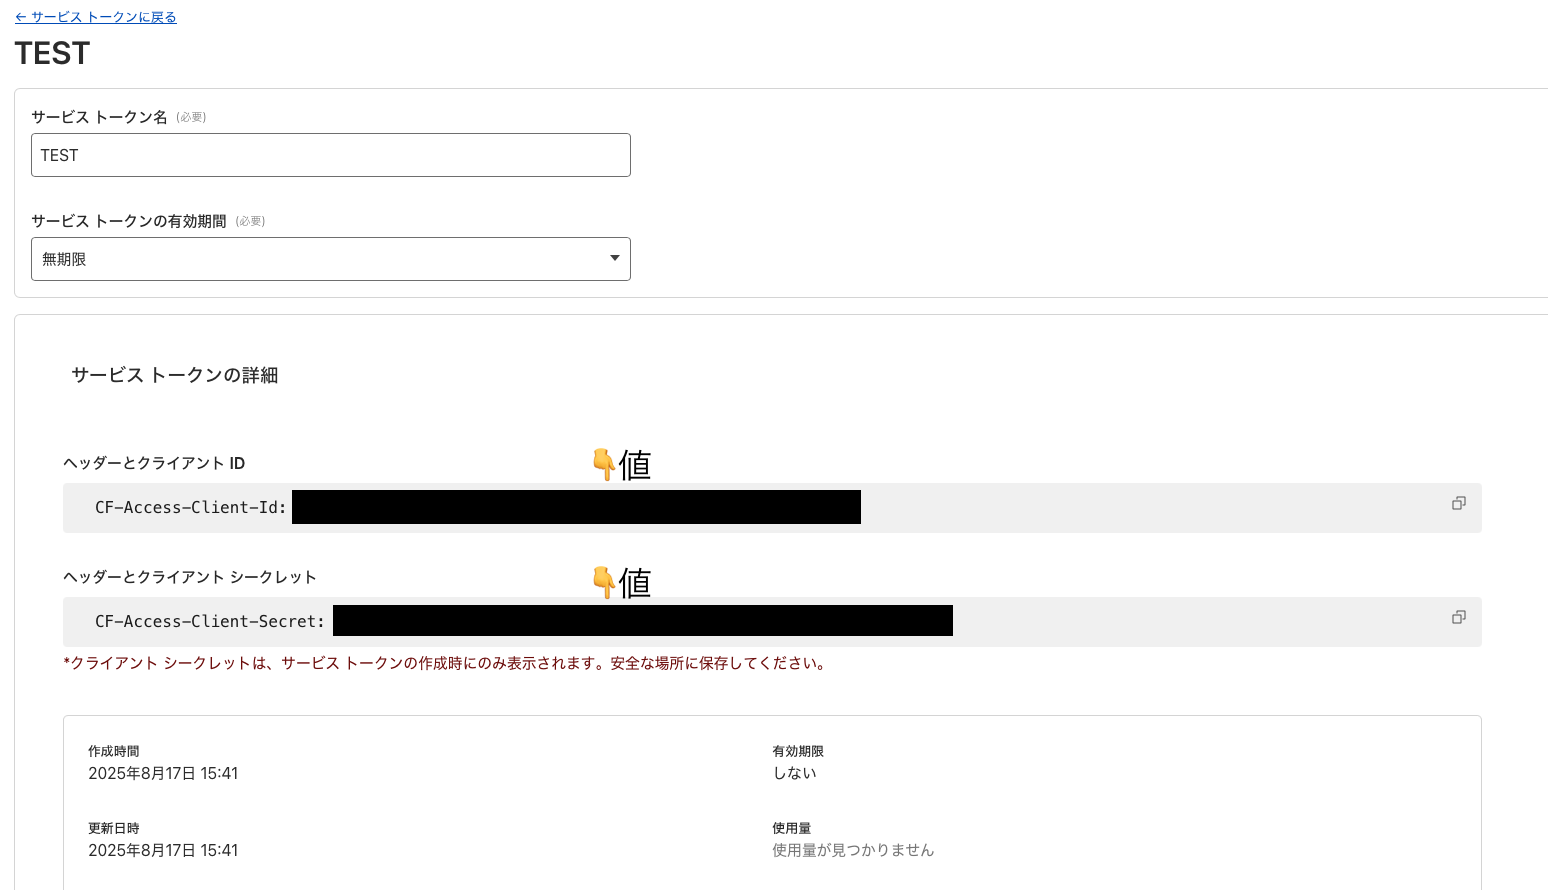 ← サービス トークンに戻る
TEST
サービス トークン名 (必要)
TEST
サービス トークンの有効期間 (必要)
無期限
サービス トークンの詳細
ヘッダーとクライアント ID
👇値
CF-Access-Client-Id:
ヘッダーとクライアント シークレット
👇値
CF-Access-Client-Secret:
*クライアント シークレットは、サービス トークンの作成時にのみ表示されます。安全な場所に保存してください。
作成時間
2025年8月17日 15:41
有効期限
しない
更新日時
2025年8月17日 15:41
使用量
使用量が見つかりません